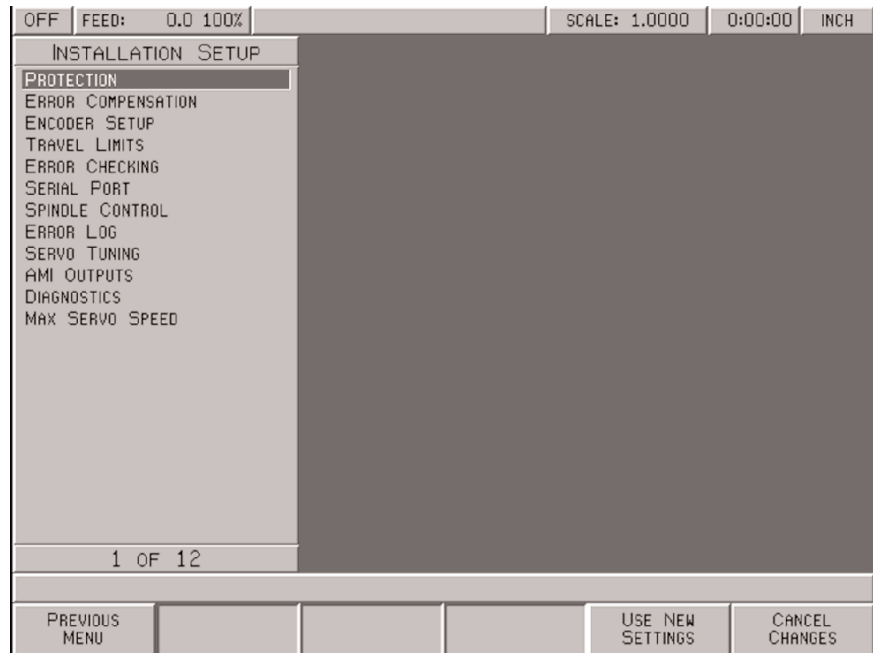 OFF FEED: 0.0 100% SCALE: 1.0000 0:00:00 INCH
INSTALLATION SETUP
PROTECTION
ERROR COMPENSATION
ENCODER SETUP
TRAVEL LIMITS
ERROR CHECKING
SERIAL PORT
SPINDLE CONTROL
ERROR LOG
SERVO TUNING
AMI OUTPUTS
DIAGNOSTICS
MAX SERVO SPEED
1 OF 12
PREVIOUS
MENU
USE NEW
SETTINGS
CANCEL
CHANGES